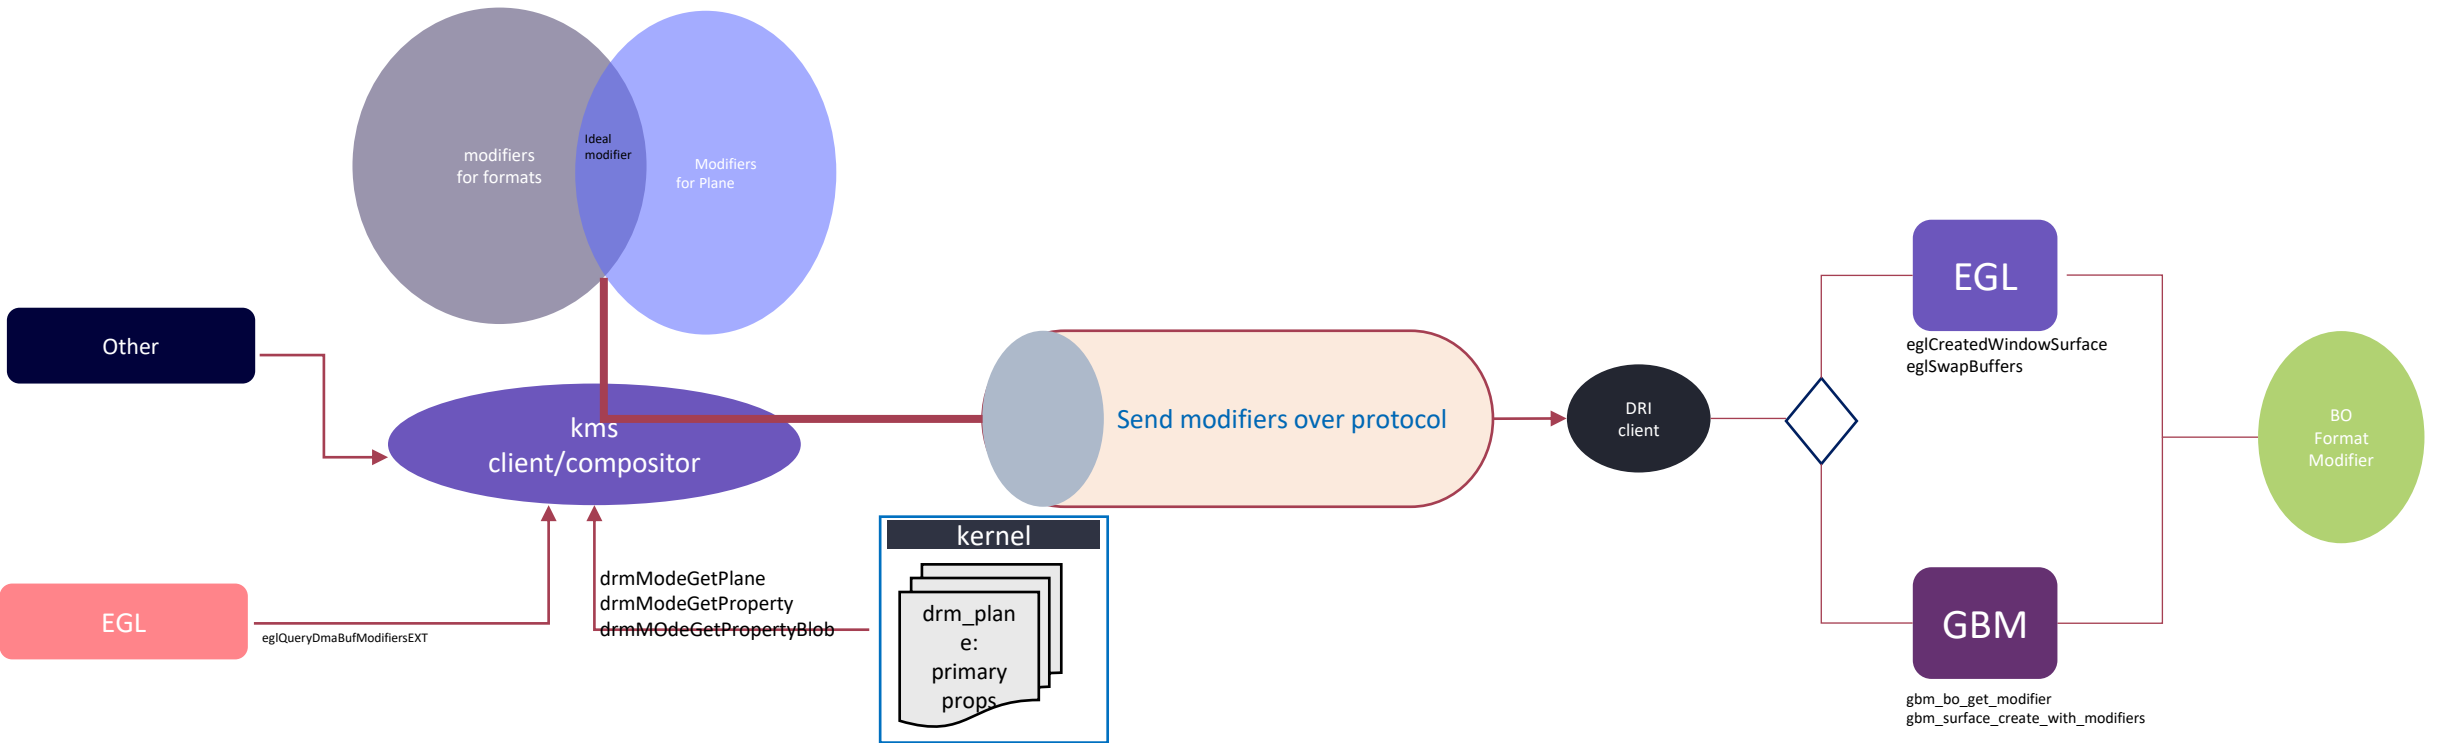 modifiers
for formats
Ideal
modifier
Modifiers
for Plane
Other
kms
client/compositor
EGL
eglQueryDmaBufModifiersEXT
drmModeGetPlane
drmModeGetProperty
drmMOdeGetPropertyBlob
kernel
drm_plan
e:
primary
props
Send modifiers over protocol
DRI
client
EGL
eglCreatedWindowSurface
eglSwapBuffers
GBM
gbm_bo_get_modifier
gbm_surface_create_with_modifiers
BO
Format
Modifier